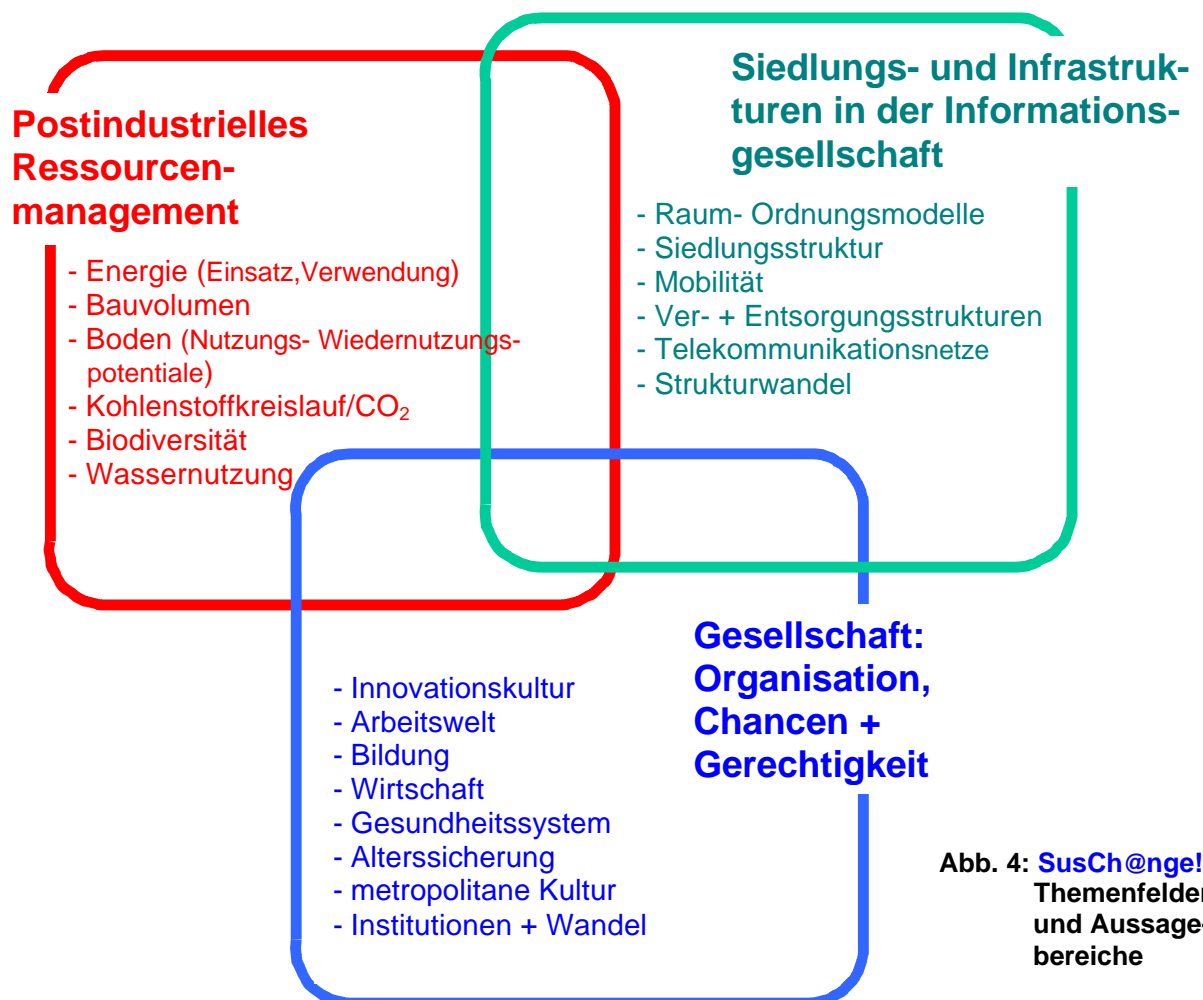 Postindustrielles
Ressourcen-
management
- Energie (Einsatz,Verwendung)
- Bauvolumen
- Boden (Nutzungs- Wiedernutzungs-
potentiale)
- Kohlenstoffkreislauf/CO₂
- Biodiversität
- Wassernutzung
Siedlungs- und Infrastruk-
turen in der Informations-
gesellschaft
- Raum- Ordnungsmodelle
- Siedlungsstruktur
- Mobilität
- Ver- + Entsorgungsstrukturen
- Telekommunikationsnetze
- Strukturwandel
Gesellschaft:
Organisation,
Chancen +
Gerechtigkeit
- Innovationskultur
- Arbeitswelt
- Bildung
- Wirtschaft
- Gesundheitssystem
- Alterssicherung
- metropolitane Kultur
- Institutionen + Wandel
Abb. 4: SusCh@nge!
Themenfelder
und Aussage-
bereiche